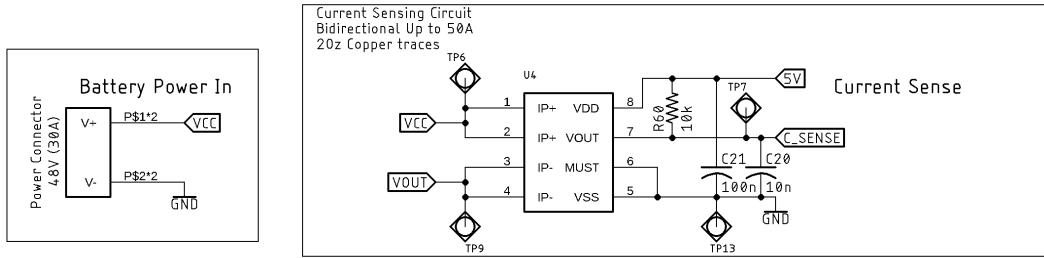 Current Sensing Circuit
Bidirectional Up to 50A
2Oz Copper traces
Battery Power In
Power Connector
48V (30A)
V+
P$1*2
VCC
V-
P$2*2
GND
TP6
U4
1 IP+ VDD 8
2 IP+ VOUT 7
3 IP- MUST 6
4 IP- VSS 5
VCC
VOUT
TP9
R60
10k
TP7
5V
C_SENSE
Current Sense
C21
100n
C20
10n
GND
TP13